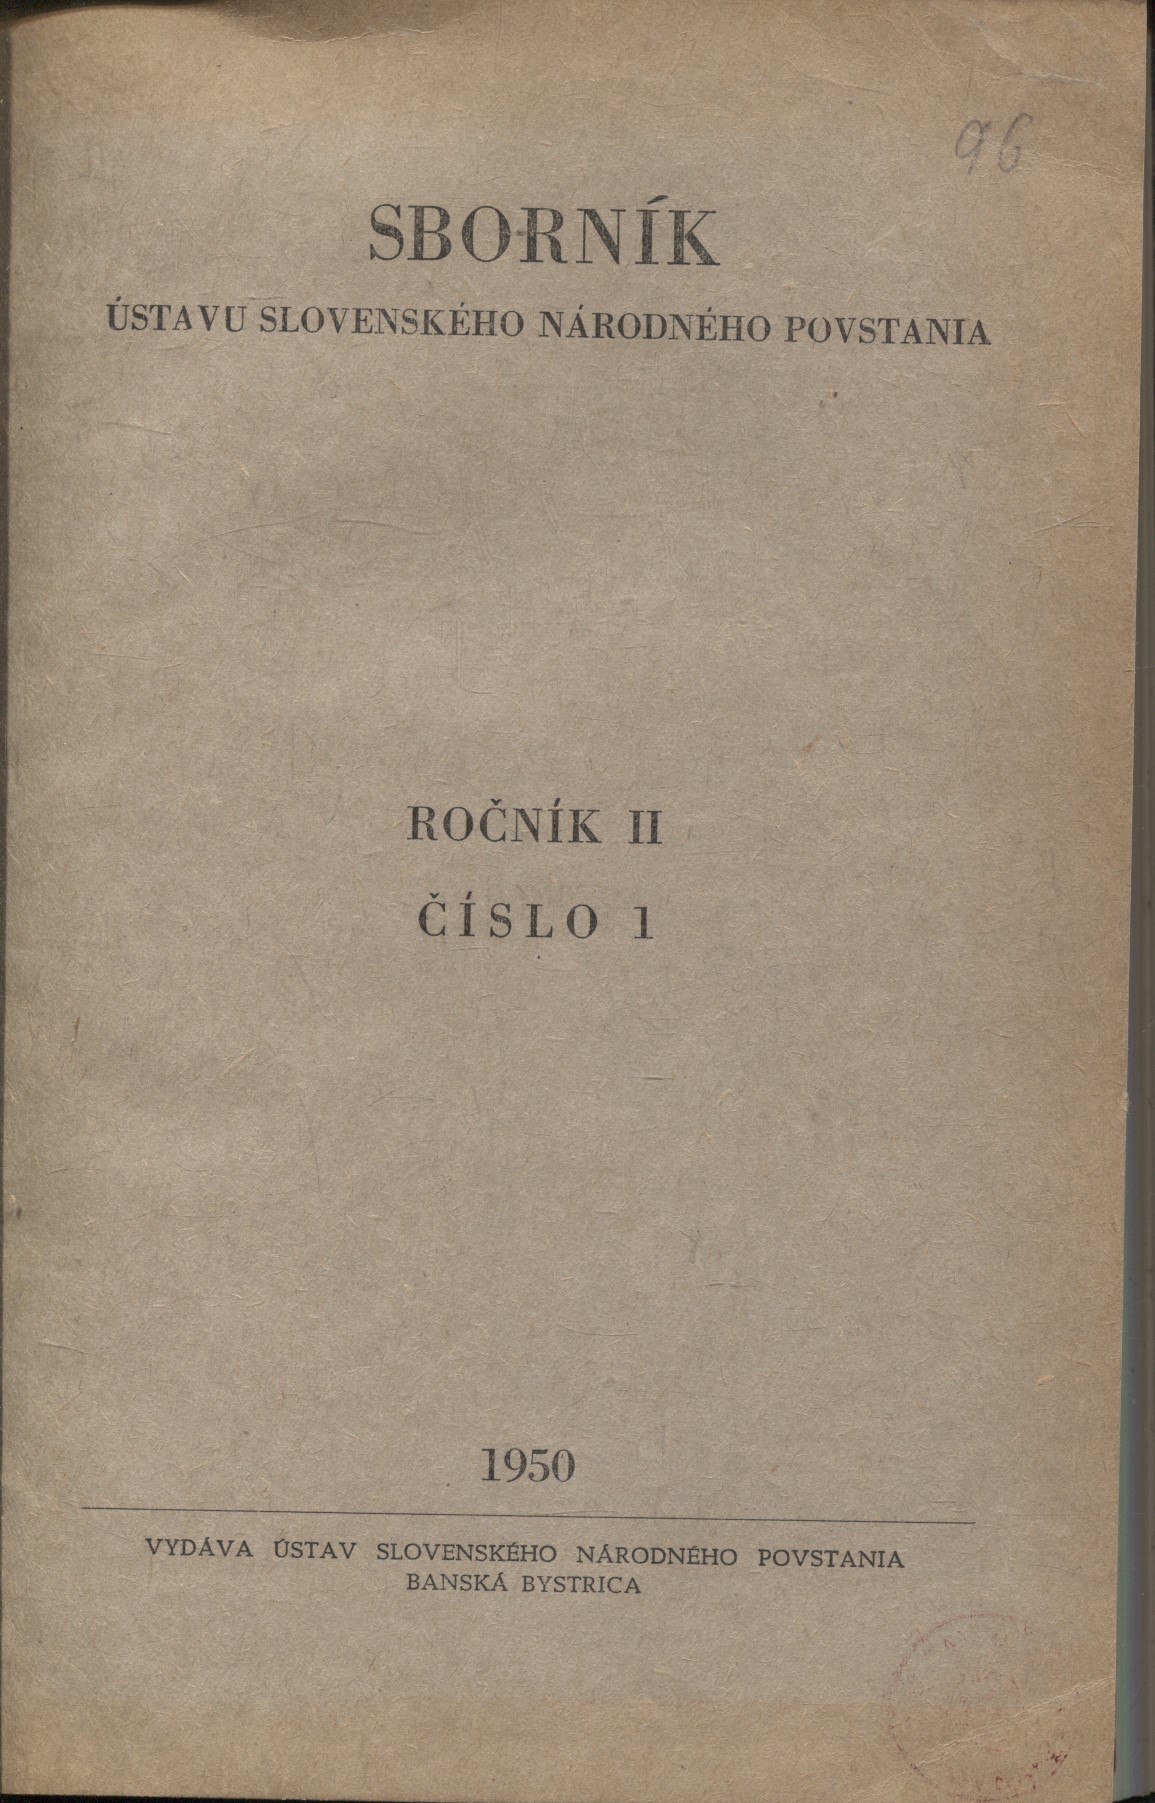 96
SBORNÍK
ÚSTAVU SLOVENSKÉHO NÁRODNÉHO POVSTANIA
ROČNÍK II
ČÍSLO 1
1950
VYDÁVA ÚSTAV SLOVENSKÉHO NÁRODNÉHO POVSTANIA
BANSKÁ BYSTRICA